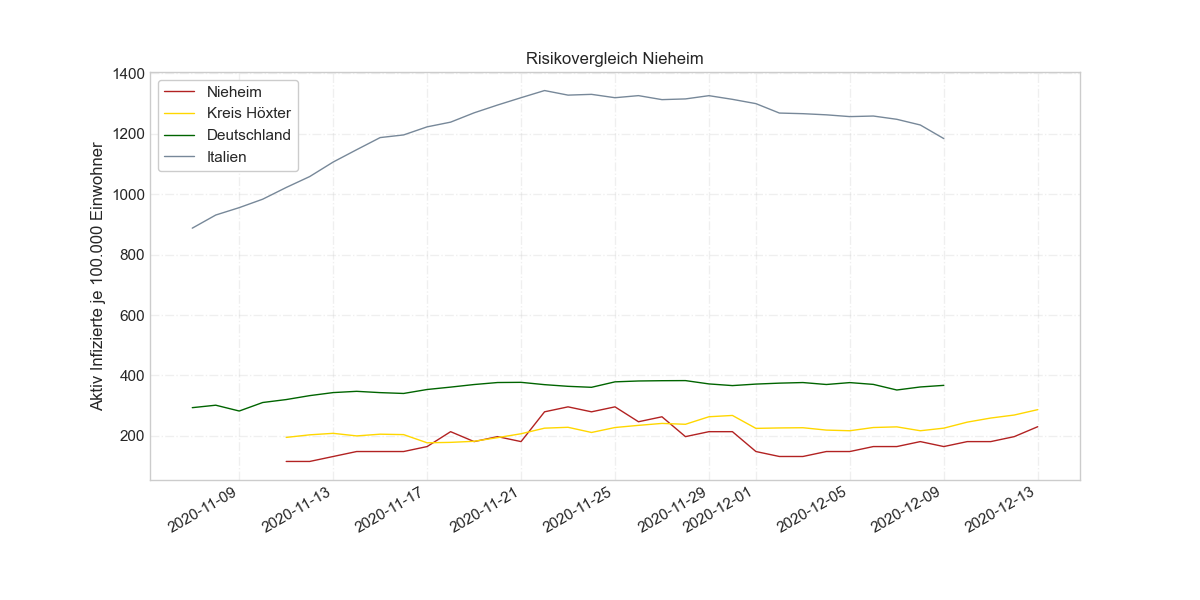 Risikovergleich Nieheim
Nieheim
Kreis Höxter
Deutschland
Italien
Aktiv Infizierte je 100.000 Einwohner
1400
1200
1000
800
600
400
200
2020-11-09
2020-11-13
2020-11-17
2020-11-21
2020-11-25
2020-11-29
2020-12-01
2020-12-05
2020-12-09
2020-12-13